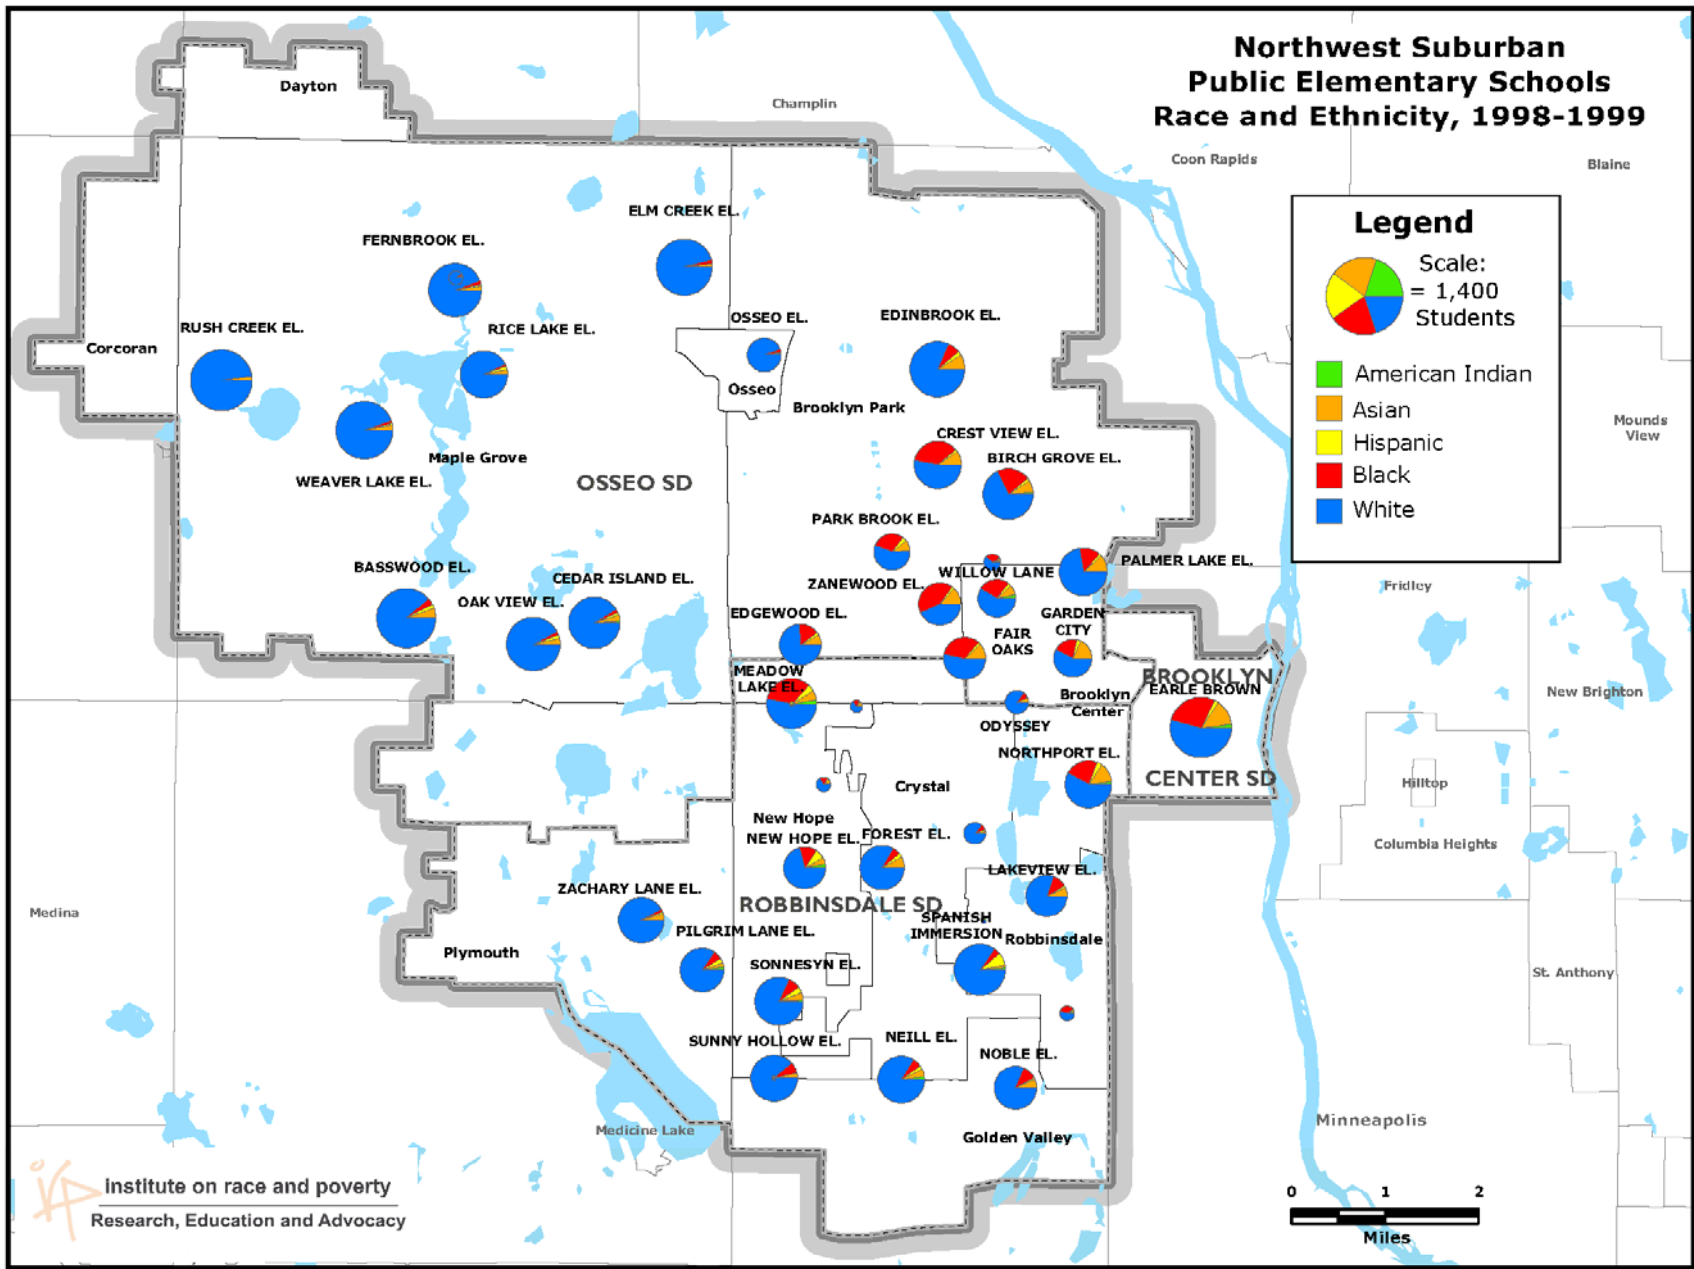 Northwest Suburban
Public Elementary Schools
Race and Ethnicity, 1998-1999
Dayton
Champlin
Coon Rapids
Blaine
Legend
Scale:
= 1,400
Students
American Indian
Asian
Hispanic
Black
White
ELM CREEK EL.
FERNBROOK EL.
RUSH CREEK EL.
RICE LAKE EL.
OSSEO EL.
EDINBROOK EL.
Corcoran
Osseo
Brooklyn Park
Mounds
View
CREST VIEW EL.
BIRCH GROVE EL.
Maple Grove
WEAVER LAKE EL.
OSSEO SD
PARK BROOK EL.
BASSWOOD EL.
CEDAR ISLAND EL.
OAK VIEW EL.
ZANEWOOD EL.
WILLOW LANE
PALMER LAKE EL.
Fridley
EDGEWOOD EL.
GARDEN
CITY
FAIR
OAKS
MEADOW
LAKE EL.
BROOKLYN
EARLE BROWN
Brooklyn
Center
New Brighton
ODYSSEY
NORTHPORT EL.
CENTER SD
Hilltop
Crystal
New Hope
NEW HOPE EL.
FOREST EL.
Columbia Heights
LAKEVIEW EL.
ZACHARY LANE EL.
ROBBINSDALE SD
Medina
SPANISH
IMMERSION
PILGRIM LANE EL.
Robbinsdale
Plymouth
SONNESYN EL.
St. Anthony
SUNNY HOLLOW EL.
NEILL EL.
NOBLE EL.
Medicine Lake
Golden Valley
Minneapolis
irp
institute on race and poverty
Research, Education and Advocacy
0 1 2
Miles